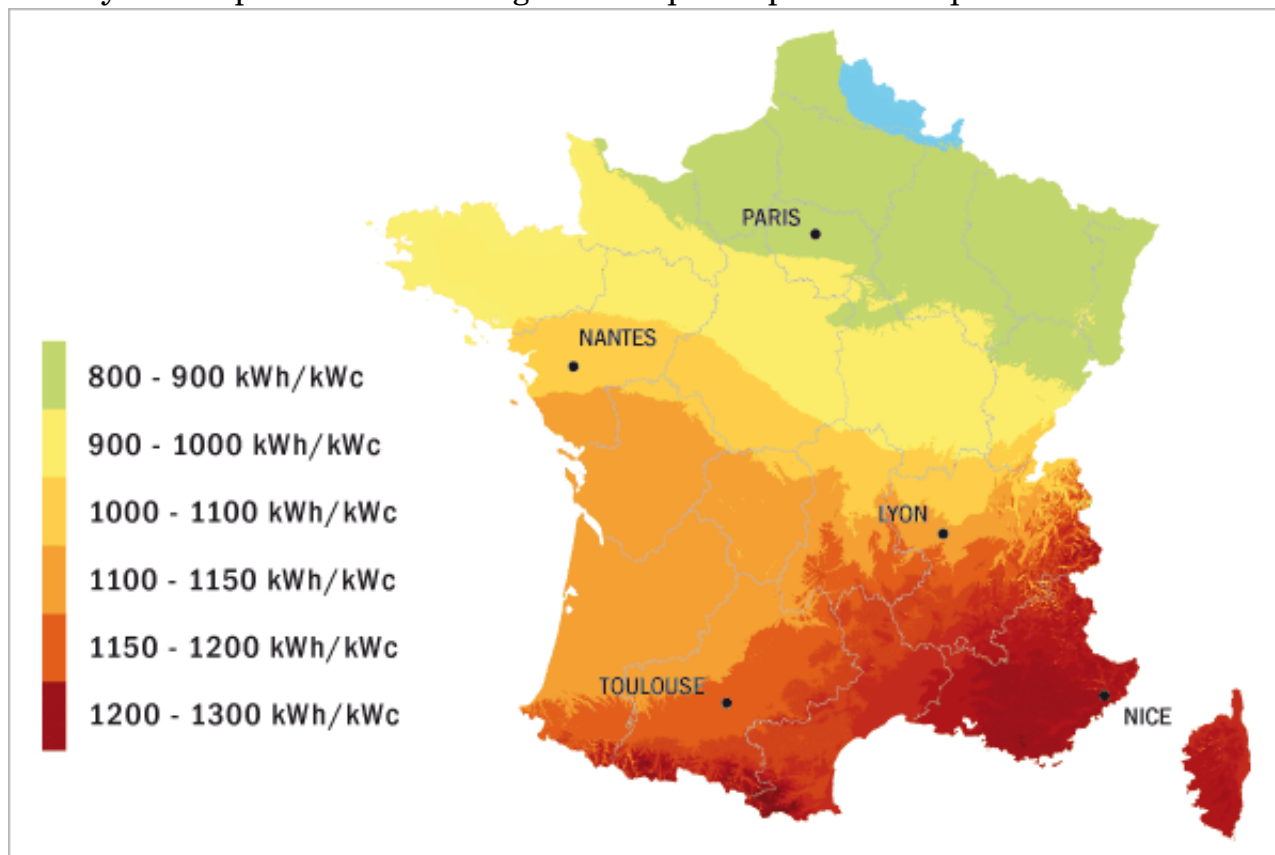 PARIS
NANTES
800 - 900 kWh/kWc
900 - 1000 kWh/kWc
1000 - 1100 kWh/kWc
LYON
1100 - 1150 kWh/kWc
1150 - 1200 kWh/kWc
TOULOUSE
1200 - 1300 kWh/kWc
NICE